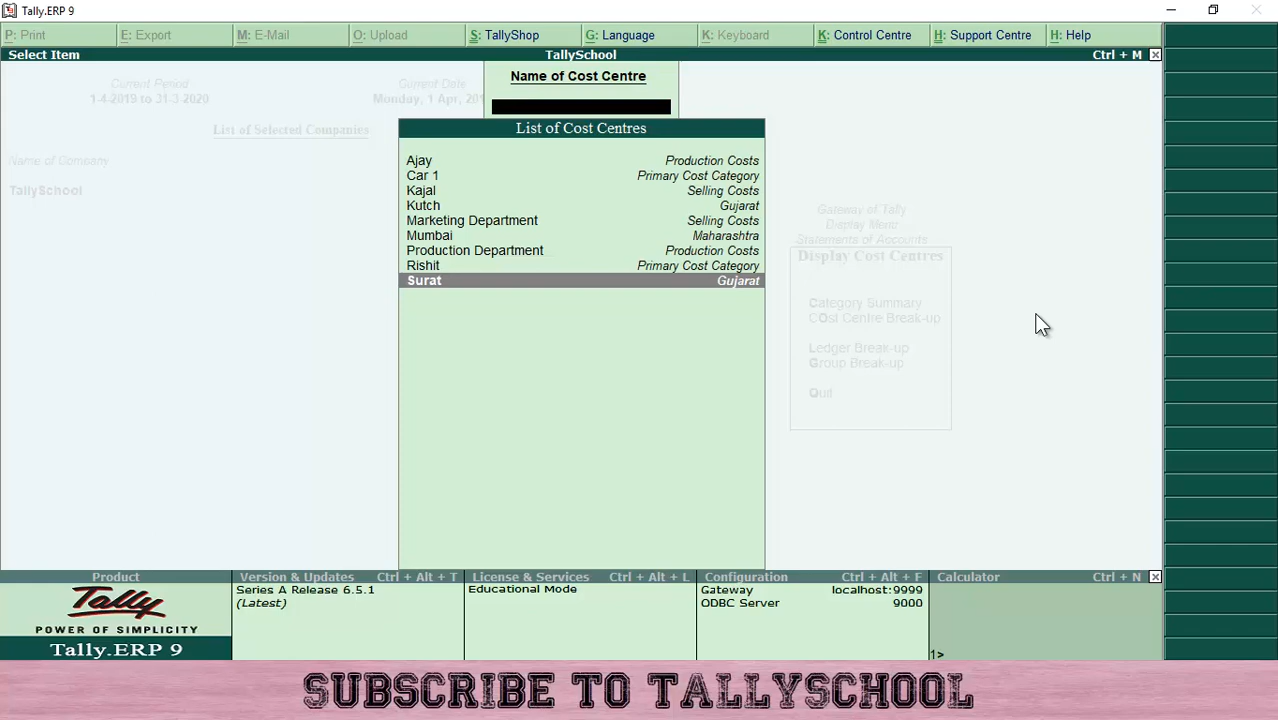 Tally.ERP 9
P: Print E: Export M: E-Mail O: Upload S: TallyShop G: Language K: Keyboard K: Control Centre H: Support Centre H: Help
Select Item TallySchool Ctrl + M
Name of Cost Centre
Current Period Current Date
1-4-2019 to 31-3-2020 Monday, 1 Apr, 201
List of Selected Companies
Name of Company
TallySchool
List of Cost Centres
Ajay Production Costs
Car 1 Primary Cost Category
Kajal Selling Costs
Kutch Gujarat
Marketing Department Selling Costs
Mumbai Maharashtra
Production Department Production Costs
Rishit Primary Cost Category
Surat Gujarat
Gateway of Tally
Display Menu
Statements of Accounts
Display Cost Centres
Category Summary
COst Centre Break-up
Ledger Break-up
Group Break-up
Quit
Product Version & Updates Ctrl + Alt + T License & Services Ctrl + Alt + L Configuration Ctrl + Alt + F Calculator Ctrl + N
Tally
POWER OF SIMPLICITY
Tally.ERP 9
Series A Release 6.5.1
(Latest)
Educational Mode
Gateway localhost:9999
ODBC Server 9000
1>
SUBSCRIBE TO TALLYSCHOOL